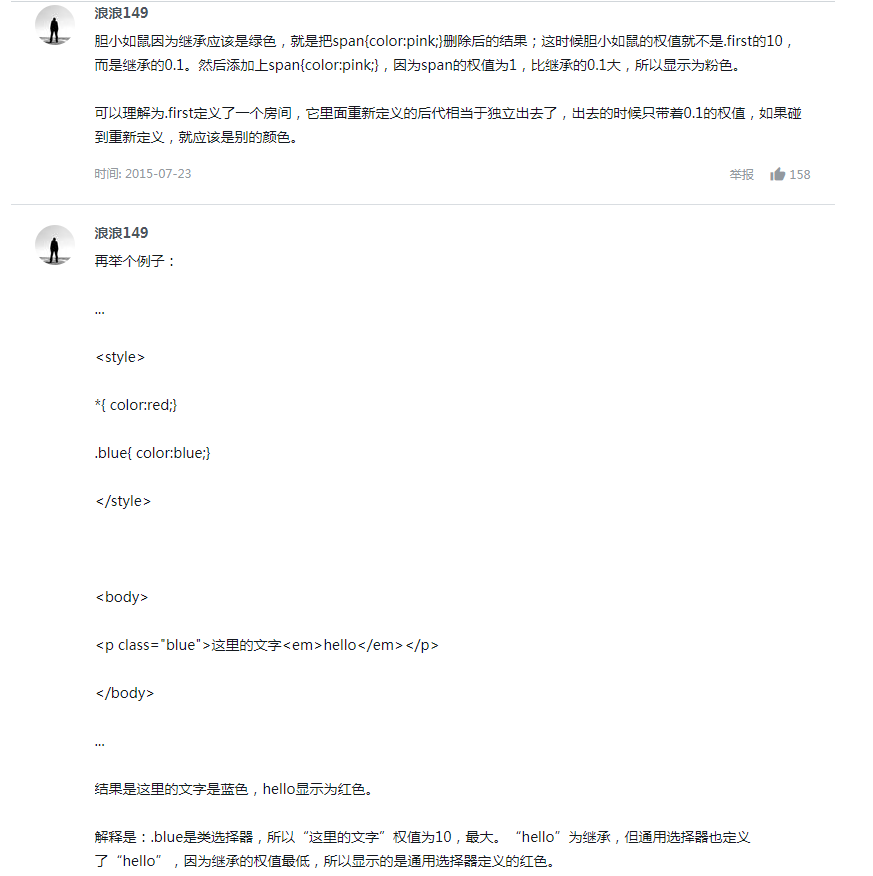 浪浪149
胆小如鼠因为继承应该是绿色，就是把span{color:pink;}删除后的结果；这时候胆小如鼠的权值就不是.first的10，
而是继承的0.1。然后添加上span{color:pink;}，因为span的权值为1，比继承的0.1大，所以显示为粉色。
可以理解为.first定义了一个房间，它里面重新定义的后代相当于独立出去了，出去的时候只带着0.1的权值，如果碰
到重新定义，就应该是别的颜色。
时间: 2015-07-23 举报 158
浪浪149
再举个例子：
...
<style>
*{ color:red;}
.blue{ color:blue;}
</style>
<body>
<p class="blue">这里的文字<em>hello</em></p>
</body>
...
结果是这里的文字是蓝色，hello显示为红色。
解释是：.blue是类选择器，所以“这里的文字”权值为10，最大。“hello”为继承，但通用选择器也定义
了“hello”，因为继承的权值最低，所以显示的是通用选择器定义的红色。